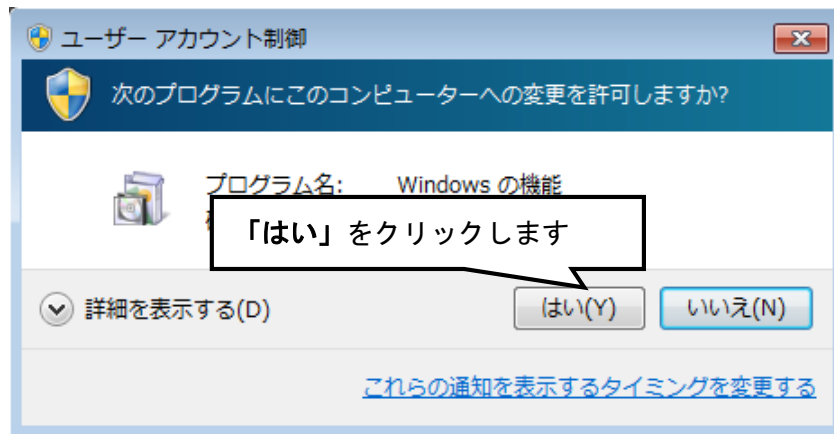 ユーザー アカウント制御
次のプログラムにこのコンピューターへの変更を許可しますか?
プログラム名: Windows の機能
「はい」をクリックします
詳細を表示する(D)
はい(Y)
いいえ(N)
これらの通知を表示するタイミングを変更する